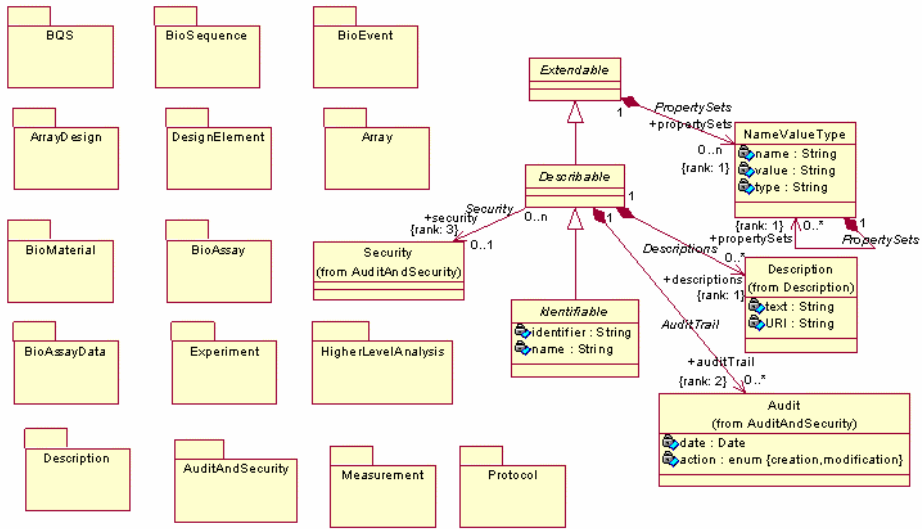 BQS
BioSequence
BioEvent
ArrayDesign
DesignElement
Array
BioMaterial
BioAssay
BioAssayData
Experiment
HigherLevelAnalysis
Description
AuditAndSecurity
Measurement
Protocol
Extendable
1
PropertySets
+propertySets
0..n
{rank: 1}
NameValueType
name : String
value : String
type : String
{rank: 1}
0..*
1
+propertySets
PropertySets
Describable
Security
0..n
1
1
+security
{rank: 3}
0..1
Security
(from AuditAndSecurity)
Descriptions
0..*
+descriptions
{rank: 1}
Description
(from Description)
text : String
URI : String
Identifiable
identifier : String
name : String
AuditTrail
+auditTrail
{rank: 2}
0..*
Audit
(from AuditAndSecurity)
date : Date
action : enum {creation,modification}